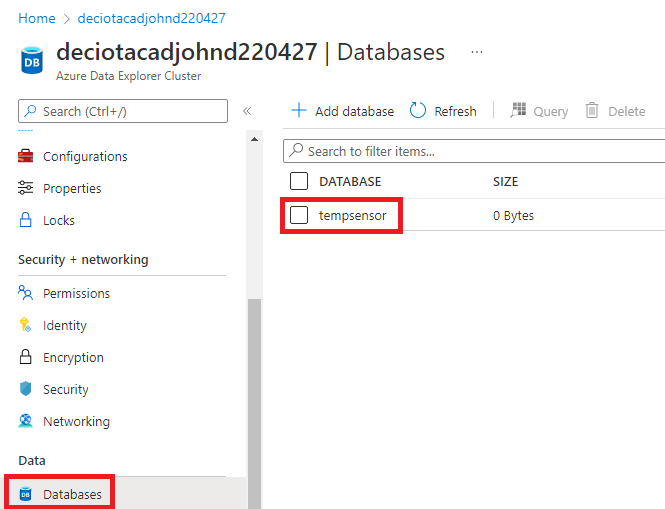 Home > deciotacadjohnd220427
deciotacadjohnd220427 | Databases ...
Azure Data Explorer Cluster
Search (Ctrl+/) «
Configurations
Properties
Locks
Security + networking
Permissions
Identity
Encryption
Security
Networking
Data
DB Databases
+ Add database Refresh Query Delete
Search to filter items...
DATABASE SIZE
tempsensor 0 Bytes